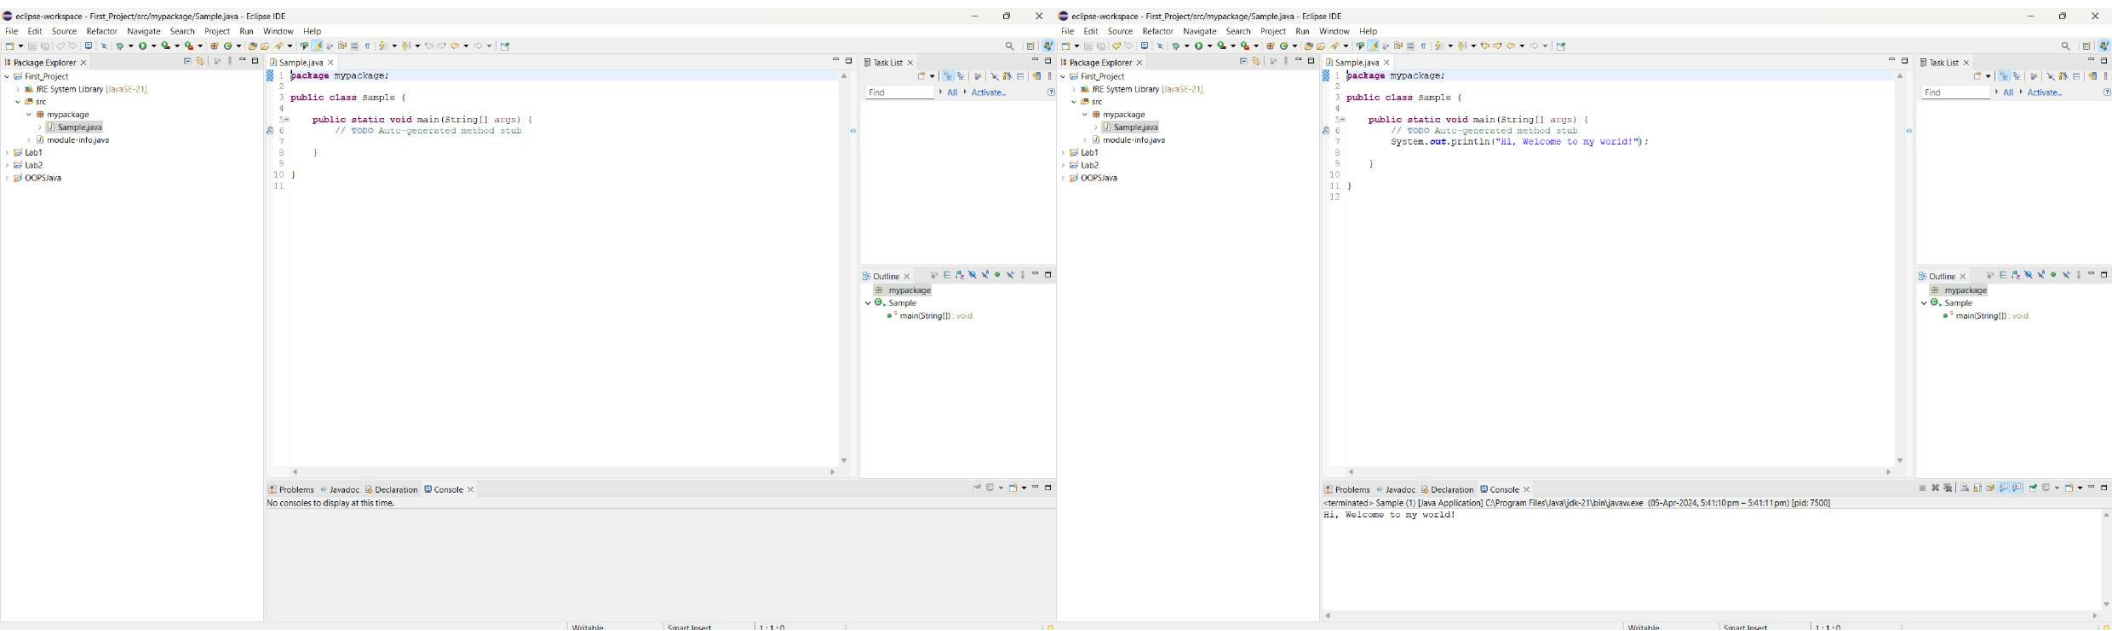 eclipse-workspace - First_Project/src/mypackage/Sample.java - Eclipse IDE
File Edit Source Refactor Navigate Search Project Run Window Help
Package Explorer
First_Project
JRE System Library [JavaSE-21]
src
mypackage
Sample.java
module-info.java
Lab1
Lab2
OOPSJava
Sample.java
1 package mypackage;
2
3 public class Sample {
4
5 public static void main(String[] args) {
6 // TODO Auto-generated method stub
7
8 }
9
10 }
11
Task List
Find All Activate...
Outline
mypackage
Sample
main(String[]) : void
Problems Javadoc Declaration Console
No consoles to display at this time.
Writable Smart Insert 1 : 1 : 0
eclipse-workspace - First_Project/src/mypackage/Sample.java - Eclipse IDE
File Edit Source Refactor Navigate Search Project Run Window Help
Package Explorer
First_Project
JRE System Library [JavaSE-21]
src
mypackage
Sample.java
module-info.java
Lab1
Lab2
OOPSJava
Sample.java
1 package mypackage;
2
3 public class Sample {
4
5 public static void main(String[] args) {
6 // TODO Auto-generated method stub
7 System.out.println("Hi, Welcome to my world!");
8
9 }
10
11 }
12
Task List
Find All Activate...
Outline
mypackage
Sample
main(String[]) : void
Problems Javadoc Declaration Console
<terminated> Sample (1) [Java Application] C:\Program Files\Java\jdk-21\bin\javaw.exe (05-Apr-2024, 5:41:10 pm – 5:41:11 pm) [pid: 7500]
Hi, Welcome to my world!
Writable Smart Insert 1 : 1 : 0